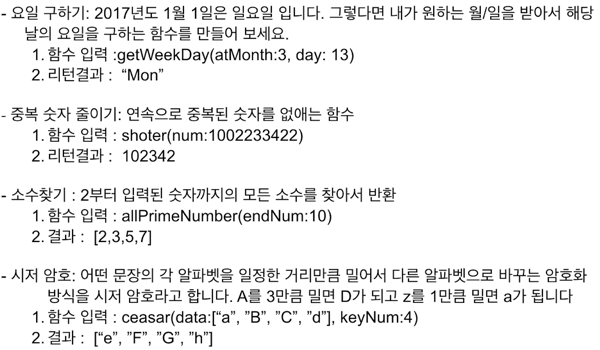 - 요일 구하기: 2017년도 1월 1일은 일요일 입니다. 그렇다면 내가 원하는 월/일을 받아서 해당
날의 요일을 구하는 함수를 만들어 보세요.
1. 함수 입력 :getWeekDay(atMonth:3, day: 13)
2. 리턴결과 : “Mon”
- 중복 숫자 줄이기: 연속으로 중복된 숫자를 없애는 함수
1. 함수 입력 : shoter(num:1002233422)
2. 리턴결과 : 102342
- 소수찾기 : 2부터 입력된 숫자까지의 모든 소수를 찾아서 반환
1. 함수 입력 : allPrimeNumber(endNum:10)
2. 결과 : [2,3,5,7]
- 시저 암호: 어떤 문장의 각 알파벳을 일정한 거리만큼 밀어서 다른 알파벳으로 바꾸는 암호화
방식을 시저 암호라고 합니다. A를 3만큼 밀면 D가 되고 z를 1만큼 밀면 a가 됩니다
1. 함수 입력 : ceasar(data:[“a”, ”B”, ”C”, ”d”], keyNum:4)
2. 결과 : [“e”, ”F”, ”G”, ”h”]